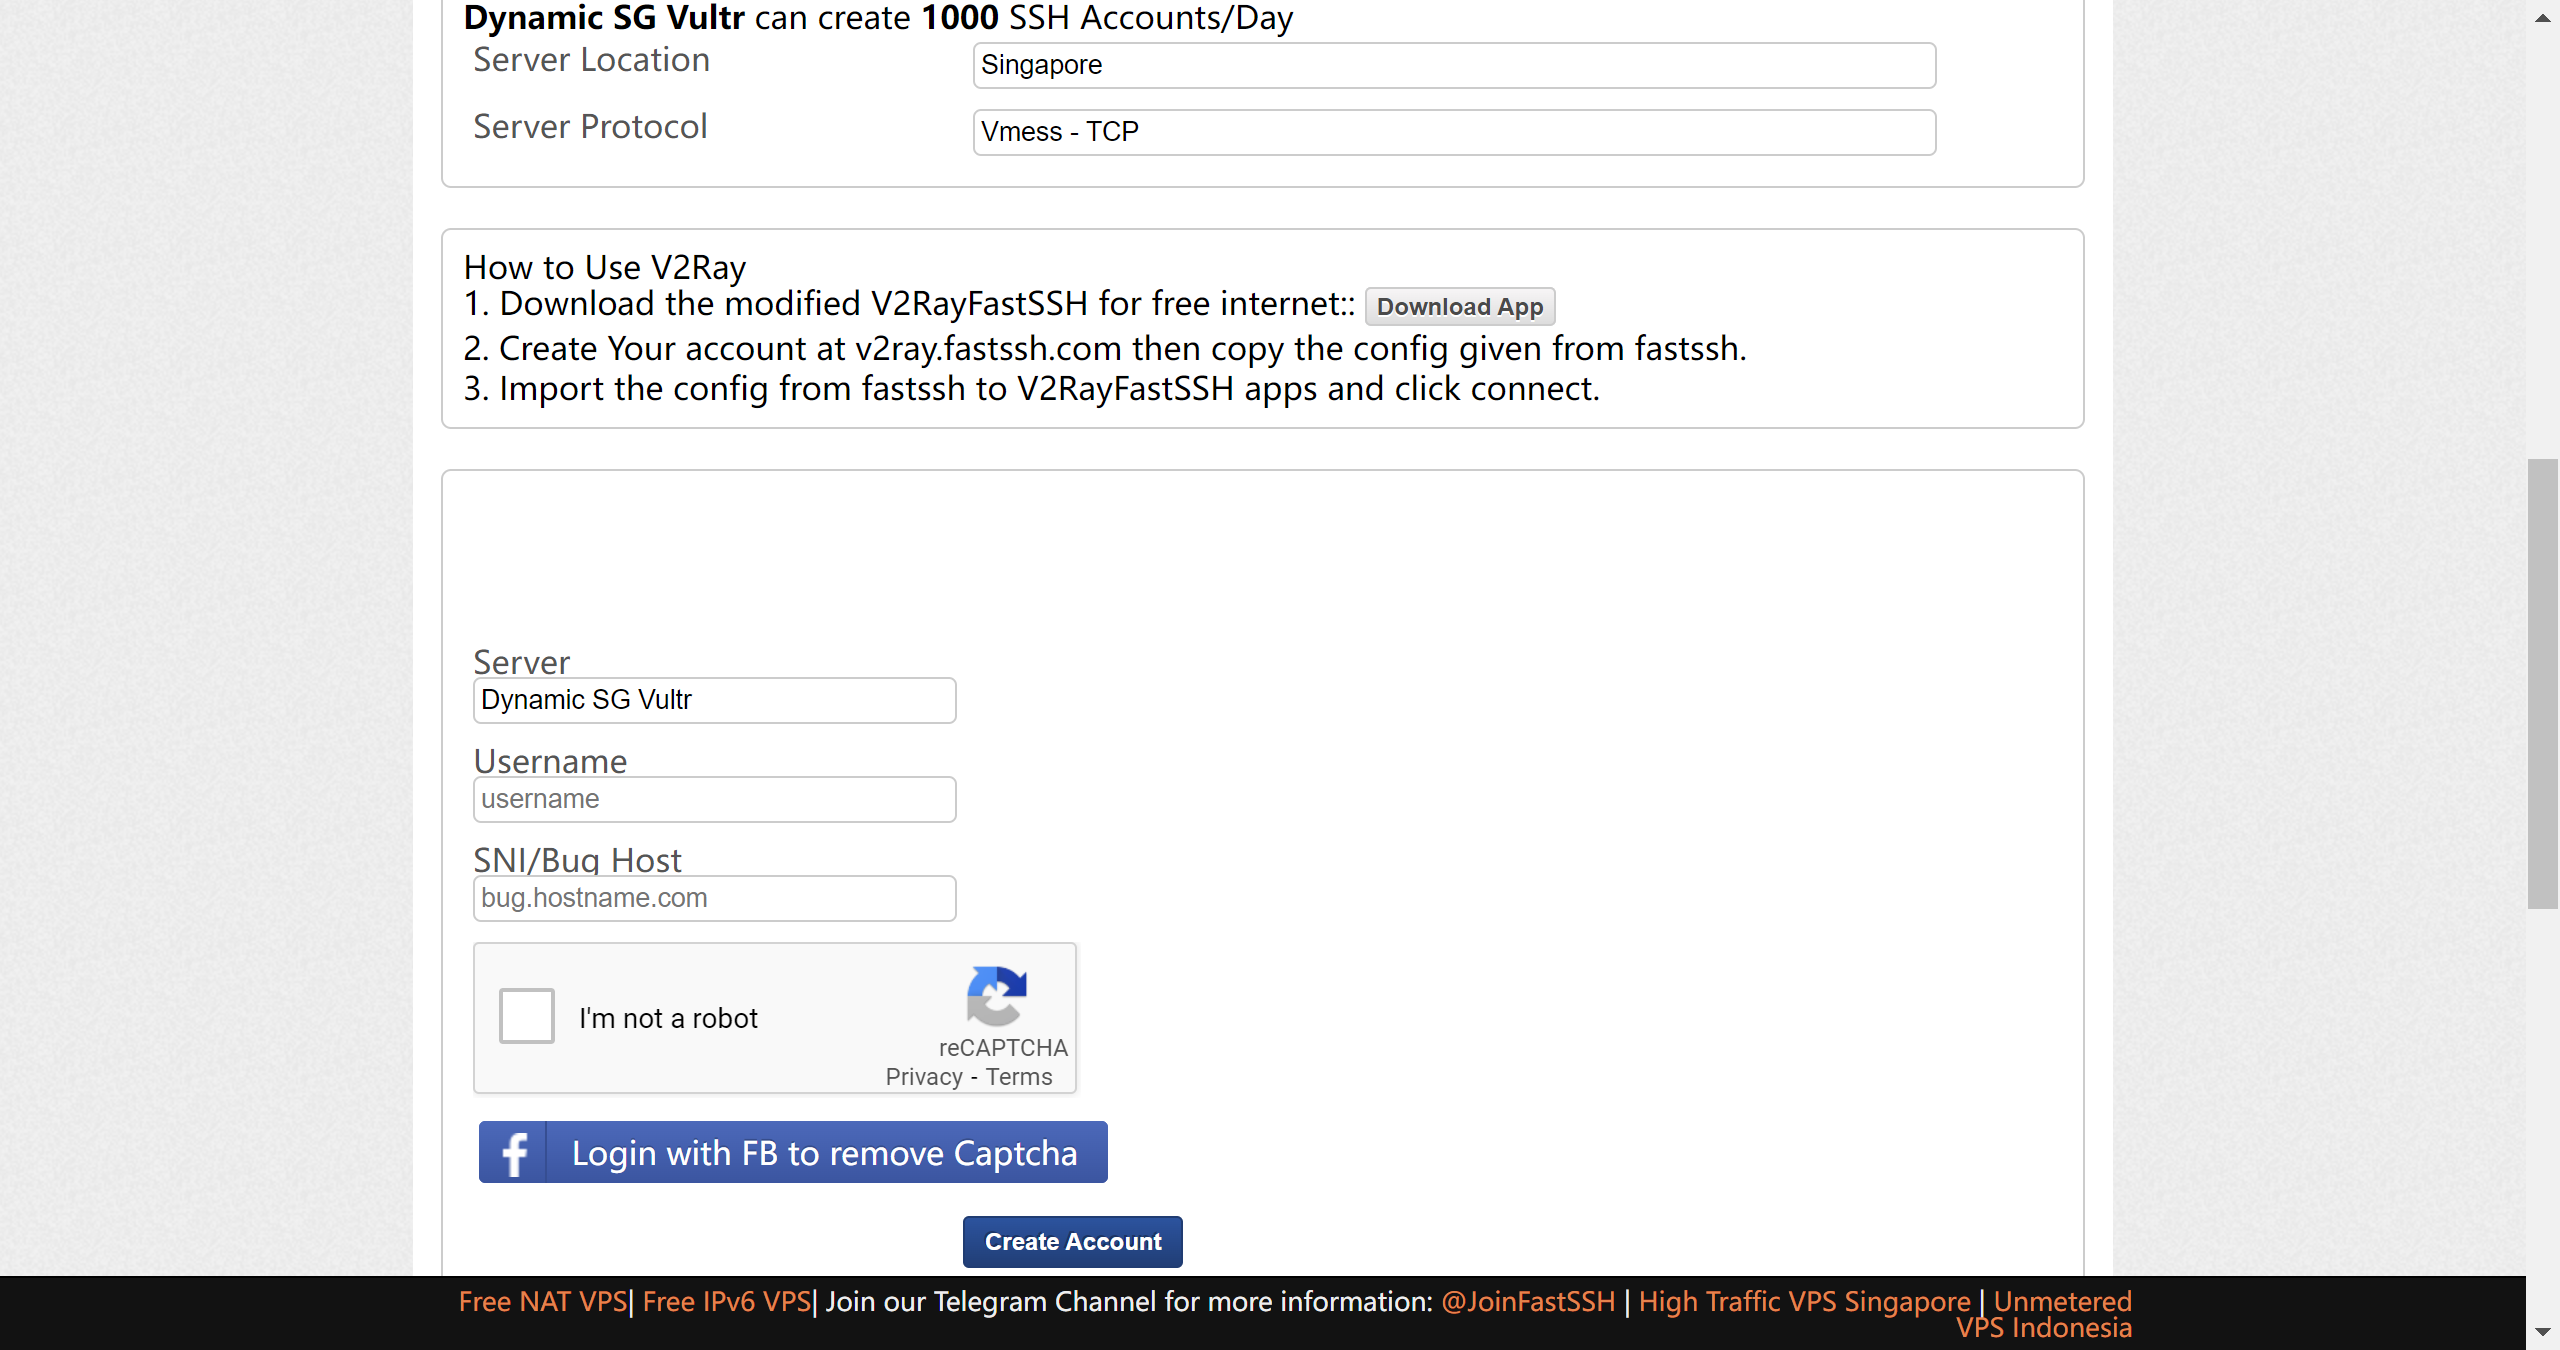 Dynamic SG Vultr can create 1000 SSH Accounts/Day
Server Location
Singapore
Server Protocol
Vmess - TCP
How to Use V2Ray
1. Download the modified V2RayFastSSH for free internet:: Download App
2. Create Your account at v2ray.fastssh.com then copy the config given from fastssh.
3. Import the config from fastssh to V2RayFastSSH apps and click connect.
Server
Dynamic SG Vultr
Username
username
SNI/Bug Host
bug.hostname.com
I'm not a robot
reCAPTCHA
Privacy - Terms
Login with FB to remove Captcha
Create Account
Free NAT VPS| Free IPv6 VPS| Join our Telegram Channel for more information: @JoinFastSSH | High Traffic VPS Singapore | Unmetered
VPS Indonesia